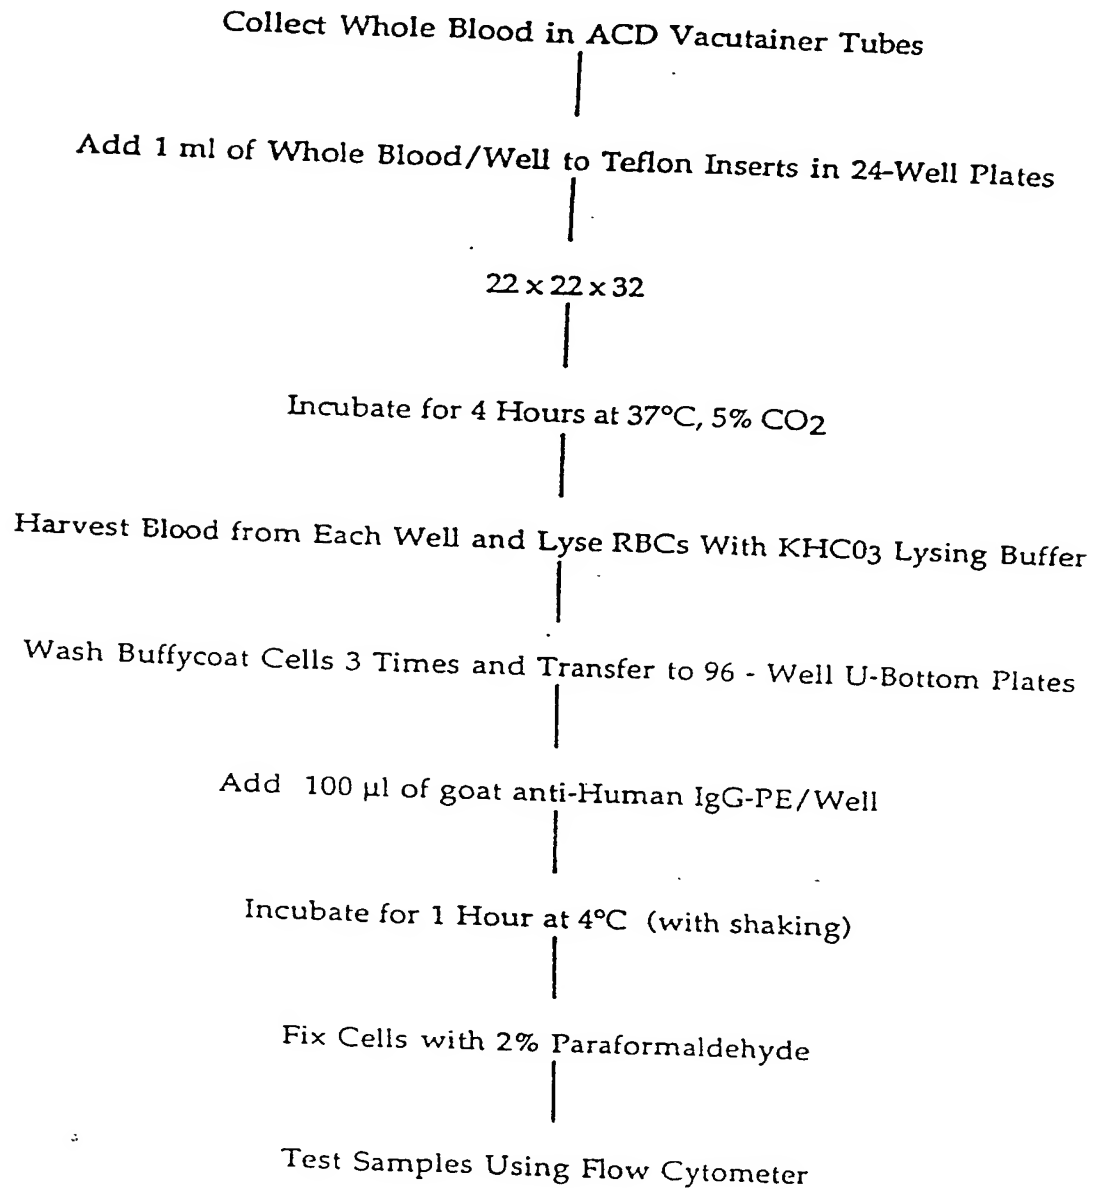 Collect Whole Blood in ACD Vacutainer Tubes
Add 1 ml of Whole Blood/Well to Teflon Inserts in 24-Well Plates
22 x 22 x 32
Incubate for 4 Hours at 37°C, 5% CO2
Harvest Blood from Each Well and Lyse RBCs With KHC03 Lysing Buffer
Wash Buffycoat Cells 3 Times and Transfer to 96 - Well U-Bottom Plates
Add 100 µl of goat anti-Human IgG-PE/Well
Incubate for 1 Hour at 4°C (with shaking)
Fix Cells with 2% Paraformaldehyde
Test Samples Using Flow Cytometer